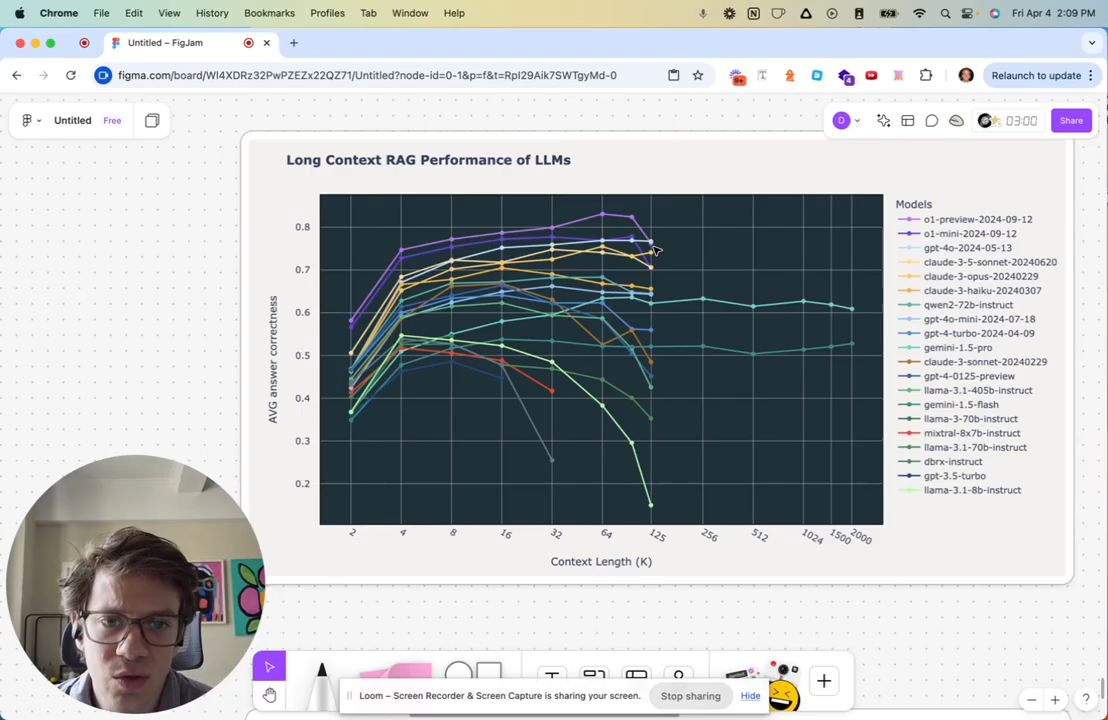 Chrome File Edit View History Bookmarks Profiles Tab Window Help
Fri Apr 4 2:09 PM
Untitled – FigJam
figma.com/board/WI4XDRz32PwPZEZx22QZ71/Untitled?node-id=0-1&p=f&t=RpI29Aik7SWTgyMd-0
Relaunch to update
Untitled Free
D
03:00
Share
Long Context RAG Performance of LLMs
AVG answer correctness
0.8
0.7
0.6
0.5
0.4
0.3
0.2
2 4 8 16 32 64 125 256 512 1024 1500 2000
Context Length (K)
Models
o1-preview-2024-09-12
o1-mini-2024-09-12
gpt-4o-2024-05-13
claude-3-5-sonnet-20240620
claude-3-opus-20240229
claude-3-haiku-20240307
qwen2-72b-instruct
gpt-4o-mini-2024-07-18
gpt-4-turbo-2024-04-09
gemini-1.5-pro
claude-3-sonnet-20240229
gpt-4-0125-preview
llama-3.1-405b-instruct
gemini-1.5-flash
llama-3-70b-instruct
mixtral-8x7b-instruct
llama-3.1-70b-instruct
dbrx-instruct
gpt-3.5-turbo
llama-3.1-8b-instruct
Loom – Screen Recorder & Screen Capture is sharing your screen.
Stop sharing
Hide